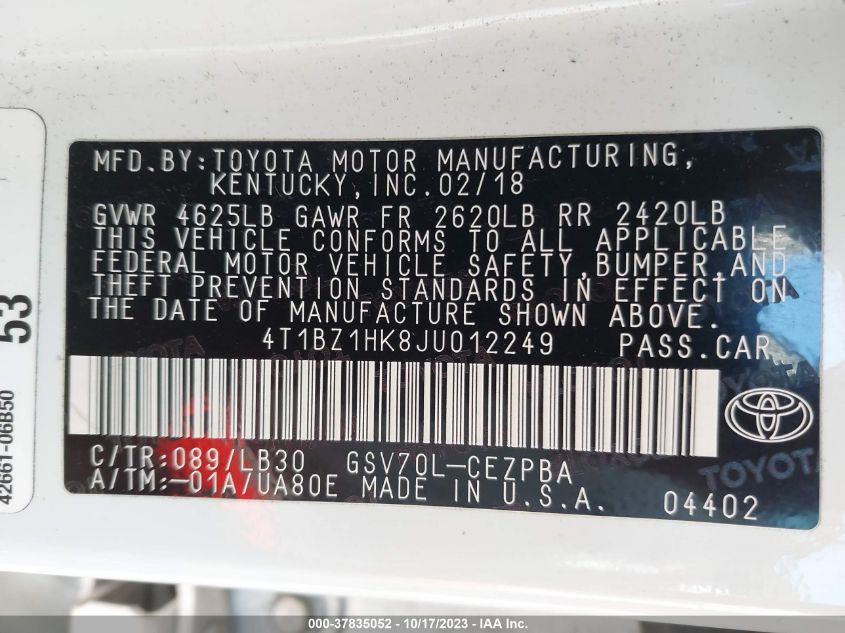 MFD.BY:TOYOTA MOTOR MANUFACTURING,
KENTUCKY,INC.02/18
GVWR 4625LB GAWR FR 2620LB RR 2420LB
THIS VEHICLE CONFORMS TO ALL APPLICABLE
FEDERAL MOTOR VEHICLE SAFETY,BUMPER,AND
THEFT PREVENTION STANDARDS IN EFFECT ON
THE DATE OF MANUFACTURE SHOWN ABOVE.
4T1BZ1HK8JU012249 PASS.CAR
C/TR:089/LB30 GSV70L-CEZPBA
A/TM:-01A/UA80E MADE IN U.S.A. 04402
TOYOTA
53
42661-06B50
000-37835052 - 10/17/2023 - IAA Inc.